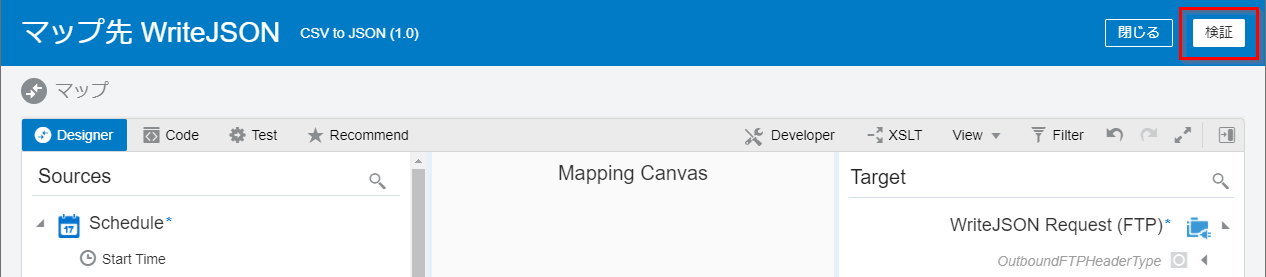 マップ先 WriteJSON CSV to JSON (1.0) 閉じる 検証
マップ
Designer Code Test Recommend Developer XSLT View Filter
Sources Mapping Canvas Target
17 Schedule* WriteJSON Request (FTP)*
Start Time OutboundFTPHeaderType